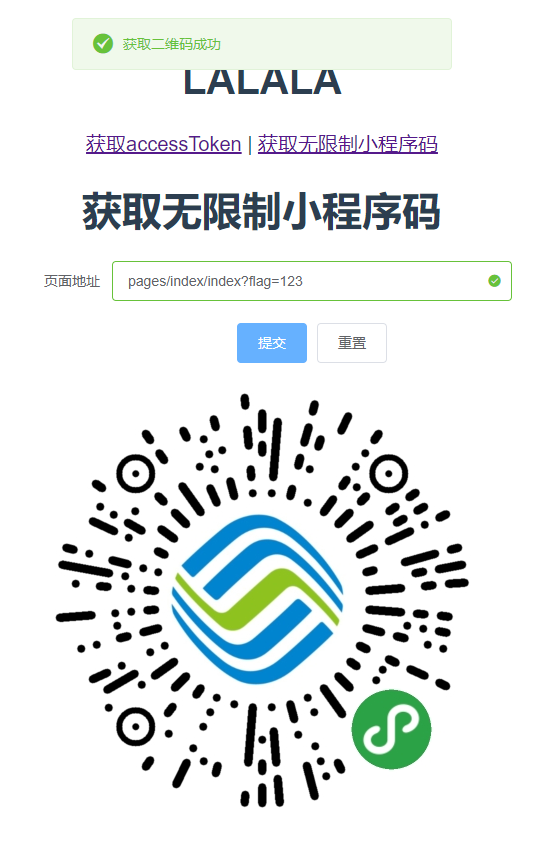 获取二维码成功
LALALA
获取accessToken | 获取无限制小程序码
获取无限制小程序码
页面地址 pages/index/index?flag=123
提交 重置